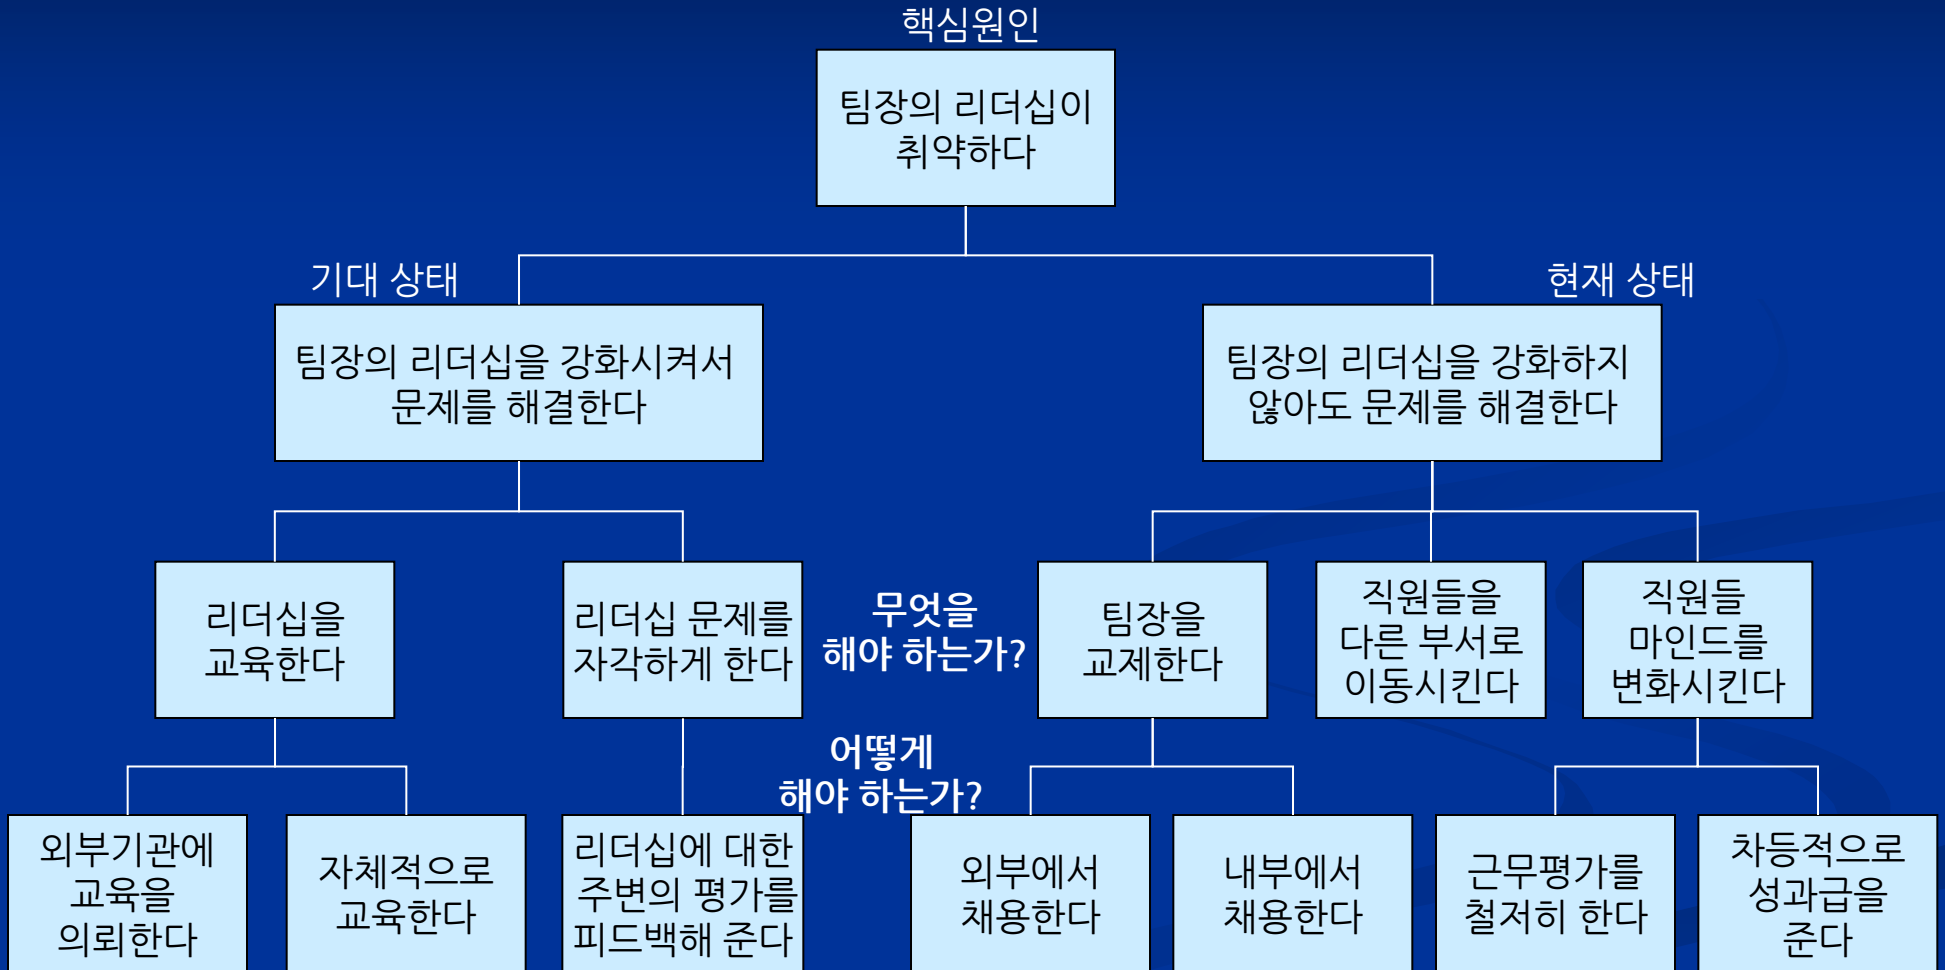 핵심원인
팀장의 리더십이
취약하다
기대 상태
현재 상태
팀장의 리더십을 강화시켜서
문제를 해결한다
팀장의 리더십을 강화하지
않아도 문제를 해결한다
리더십을
교육한다
리더십 문제를
자각하게 한다
무엇을
해야 하는가?
팀장을
교제한다
직원들을
다른 부서로
이동시킨다
직원들
마인드를
변화시킨다
어떻게
해야 하는가?
외부기관에
교육을
의뢰한다
자체적으로
교육한다
리더십에 대한
주변의 평가를
피드백해 준다
외부에서
채용한다
내부에서
채용한다
근무평가를
철저히 한다
차등적으로
성과급을
준다